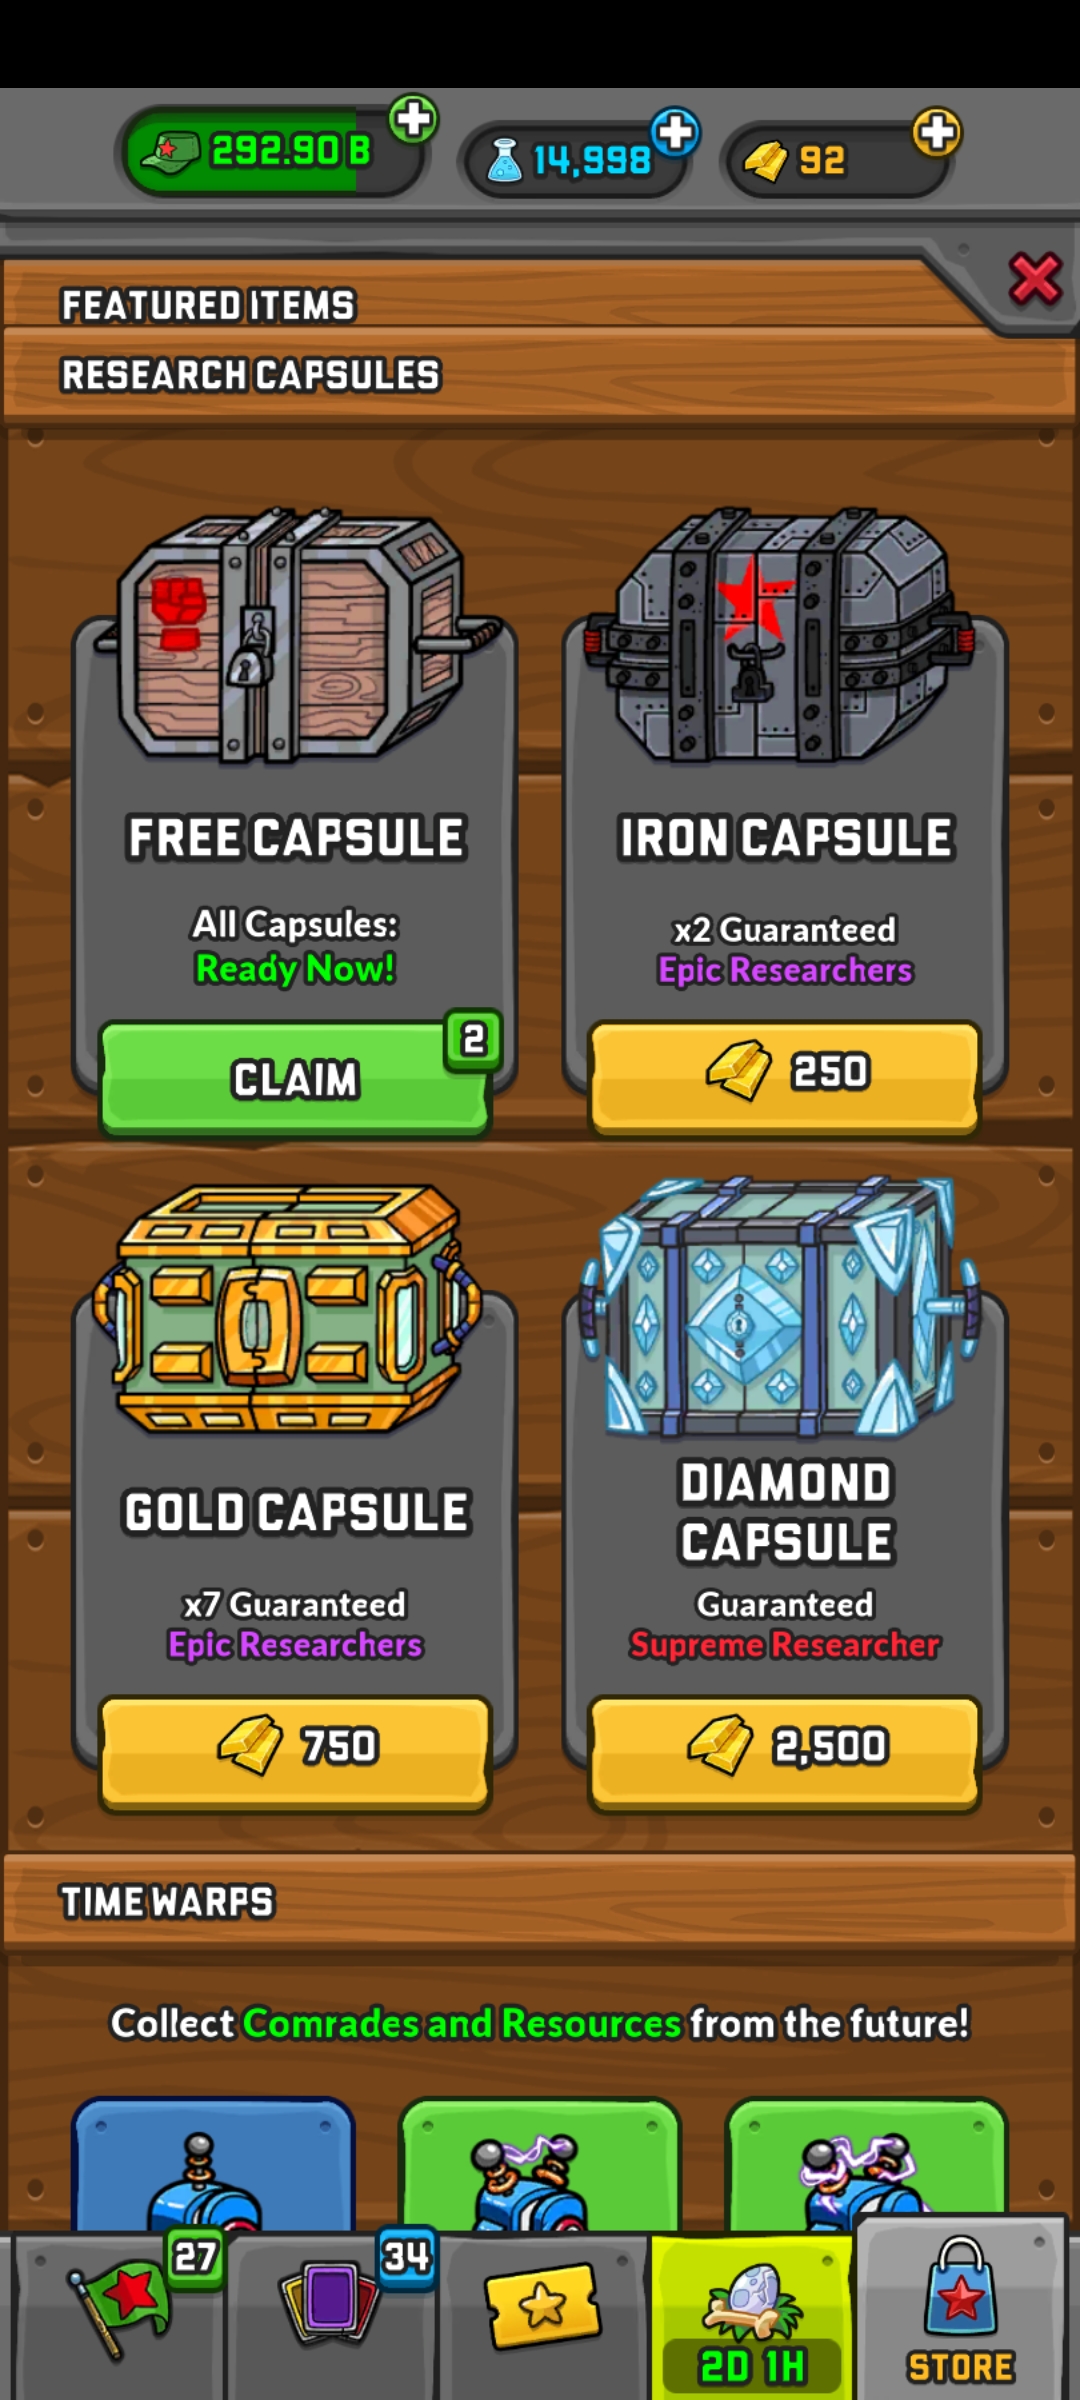 292.90 B
14,998
92
FEATURED ITEMS
RESEARCH CAPSULES
FREE CAPSULE
All Capsules:
Ready Now!
2
CLAIM
IRON CAPSULE
x2 Guaranteed
Epic Researchers
250
GOLD CAPSULE
x7 Guaranteed
Epic Researchers
750
DIAMOND
CAPSULE
Guaranteed
Supreme Researcher
2,500
TIME WARPS
Collect Comrades and Resources from the future!
27
34
2D 1H
STORE